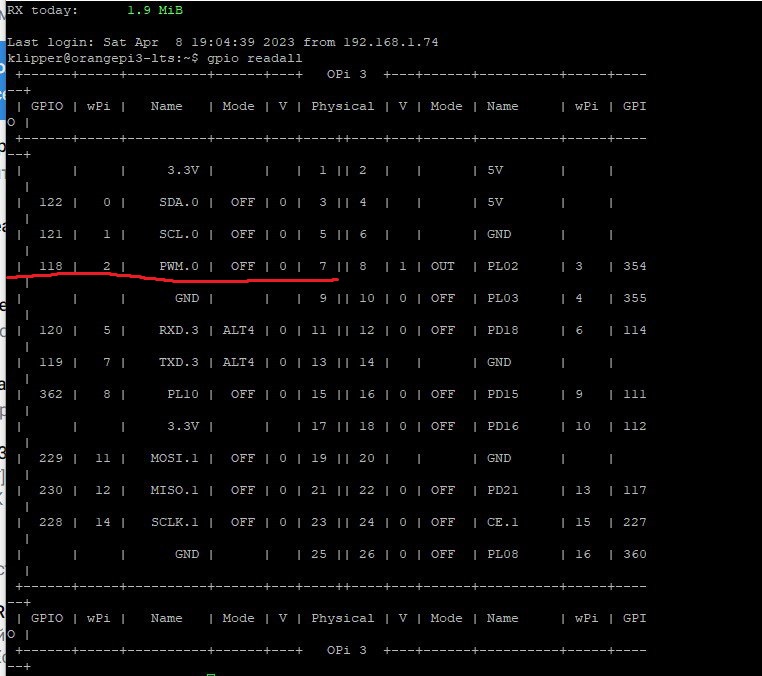 RX today:      1.9 MiB
Last login: Sat Apr  8 19:04:39 2023 from 192.168.1.74
klipper@orangepi3-lts:~$ gpio readall
 +------+-----+----------+------+---+   OPi 3  +---+------+----------+-----+----
--+
 | GPIO | wPi |   Name   | Mode | V | Physical | V | Mode | Name     | wPi | GPI
O |
 +------+-----+----------+------+---+----++----+---+------+----------+-----+----
--+
 |      |     |     3.3V |      |   |  1 || 2  |   |      | 5V       |     |
  |
 |  122 |   0 |    SDA.0 |  OFF | 0 |  3 || 4  |   |      | 5V       |     |
  |
 |  121 |   1 |    SCL.0 |  OFF | 0 |  5 || 6  |   |      | GND      |     |
  |
 |  118 |   2 |    PWM.0 |  OFF | 0 |  7 || 8  | 1 | OUT  | PL02     | 3   | 354
  |
 |      |     |      GND |      |   |  9 || 10 | 0 | OFF  | PL03     | 4   | 355
  |
 |  120 |   5 |    RXD.3 | ALT4 | 0 | 11 || 12 | 0 | OFF  | PD18     | 6   | 114
  |
 |  119 |   7 |    TXD.3 | ALT4 | 0 | 13 || 14 |   |      | GND      |     |
  |
 |  362 |   8 |     PL10 |  OFF | 0 | 15 || 16 | 0 | OFF  | PD15     | 9   | 111
  |
 |      |     |     3.3V |      |   | 17 || 18 | 0 | OFF  | PD16     | 10  | 112
  |
 |  229 |  11 |   MOSI.1 |  OFF | 0 | 19 || 20 |   |      | GND      |     |
  |
 |  230 |  12 |   MISO.1 |  OFF | 0 | 21 || 22 | 0 | OFF  | PD21     | 13  | 117
  |
 |  228 |  14 |   SCLK.1 |  OFF | 0 | 23 || 24 | 0 | OFF  | CE.1     | 15  | 227
  |
 |      |     |      GND |      |   | 25 || 26 | 0 | OFF  | PL08     | 16  | 360
  |
 +------+-----+----------+------+---+----++----+---+------+----------+-----+----
--+
 | GPIO | wPi |   Name   | Mode | V | Physical | V | Mode | Name     | wPi | GPI
O |
 +------+-----+----------+------+---+   OPi 3  +---+------+----------+-----+----
--+